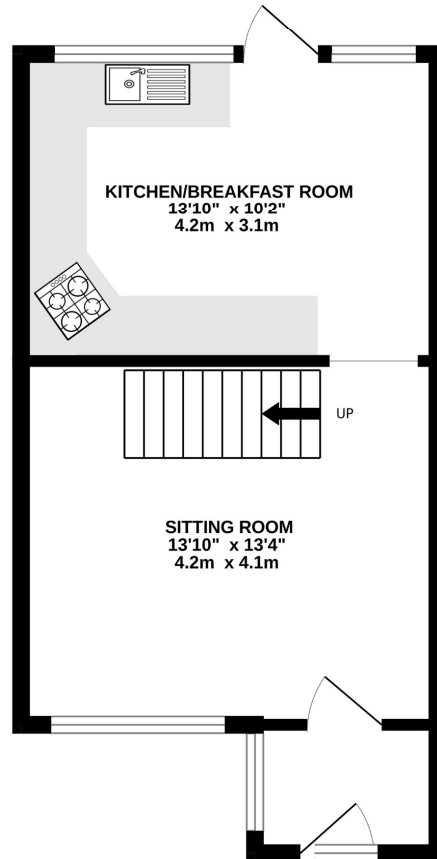 KITCHEN/BREAKFAST ROOM
13'10" x 10'2"
4.2m x 3.1m
UP
SITTING ROOM
13'10" x 13'4"
4.2m x 4.1m